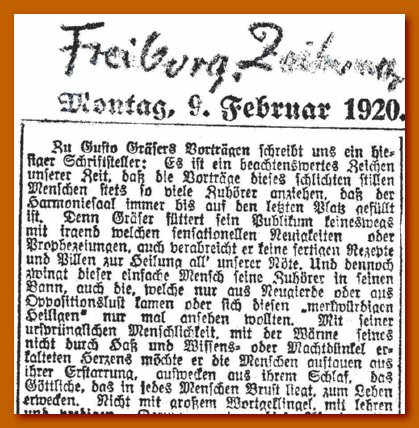 Freiburg. Zeitung
Montag, 9. Februar 1920.
Zu Gusto Gräsers Vorträgen schreibt uns ein hie-
siger Schriftsteller: Es ist ein beachtenswertes Zeichen
unserer Zeit, daß die Vorträge dieses schlichten stillen
Menschen stets so viele Zuhörer anziehen, daß der
Harmoniesaal immer bis auf den letzten Platz gefüllt
ist. Denn Gräser füttert sein Publikum keineswegs
mit irgend welchen sensationellen Neuigkeiten oder
Prophezeiungen, auch verabreicht er keine fertigen Rezepte
und Pillen zur Heilung all' unserer Nöte. Und dennoch
zwingt dieser einfache Mensch seine Zuhörer in seinen
Bann, auch die, welche nur aus Neugierde oder aus
Oppositionslust kamen oder sich diesen „merkwürdigen
Heiligen" nur mal ansehen wollten. Mit seiner
ursprünglichen Menschlichkeit, mit der Wärme seines
nicht durch Haß und Wissens- oder Machtdünkel er-
kalteten Herzens möchte er die Menschen auftauen aus
ihrer Erstarrung, aufwecken aus ihrem Schlaf, das
Göttliche, das in jedes Menschen Brust liegt, zum Leben
erwecken. Nicht mit großem Wortgeklingel, mit lehren
und